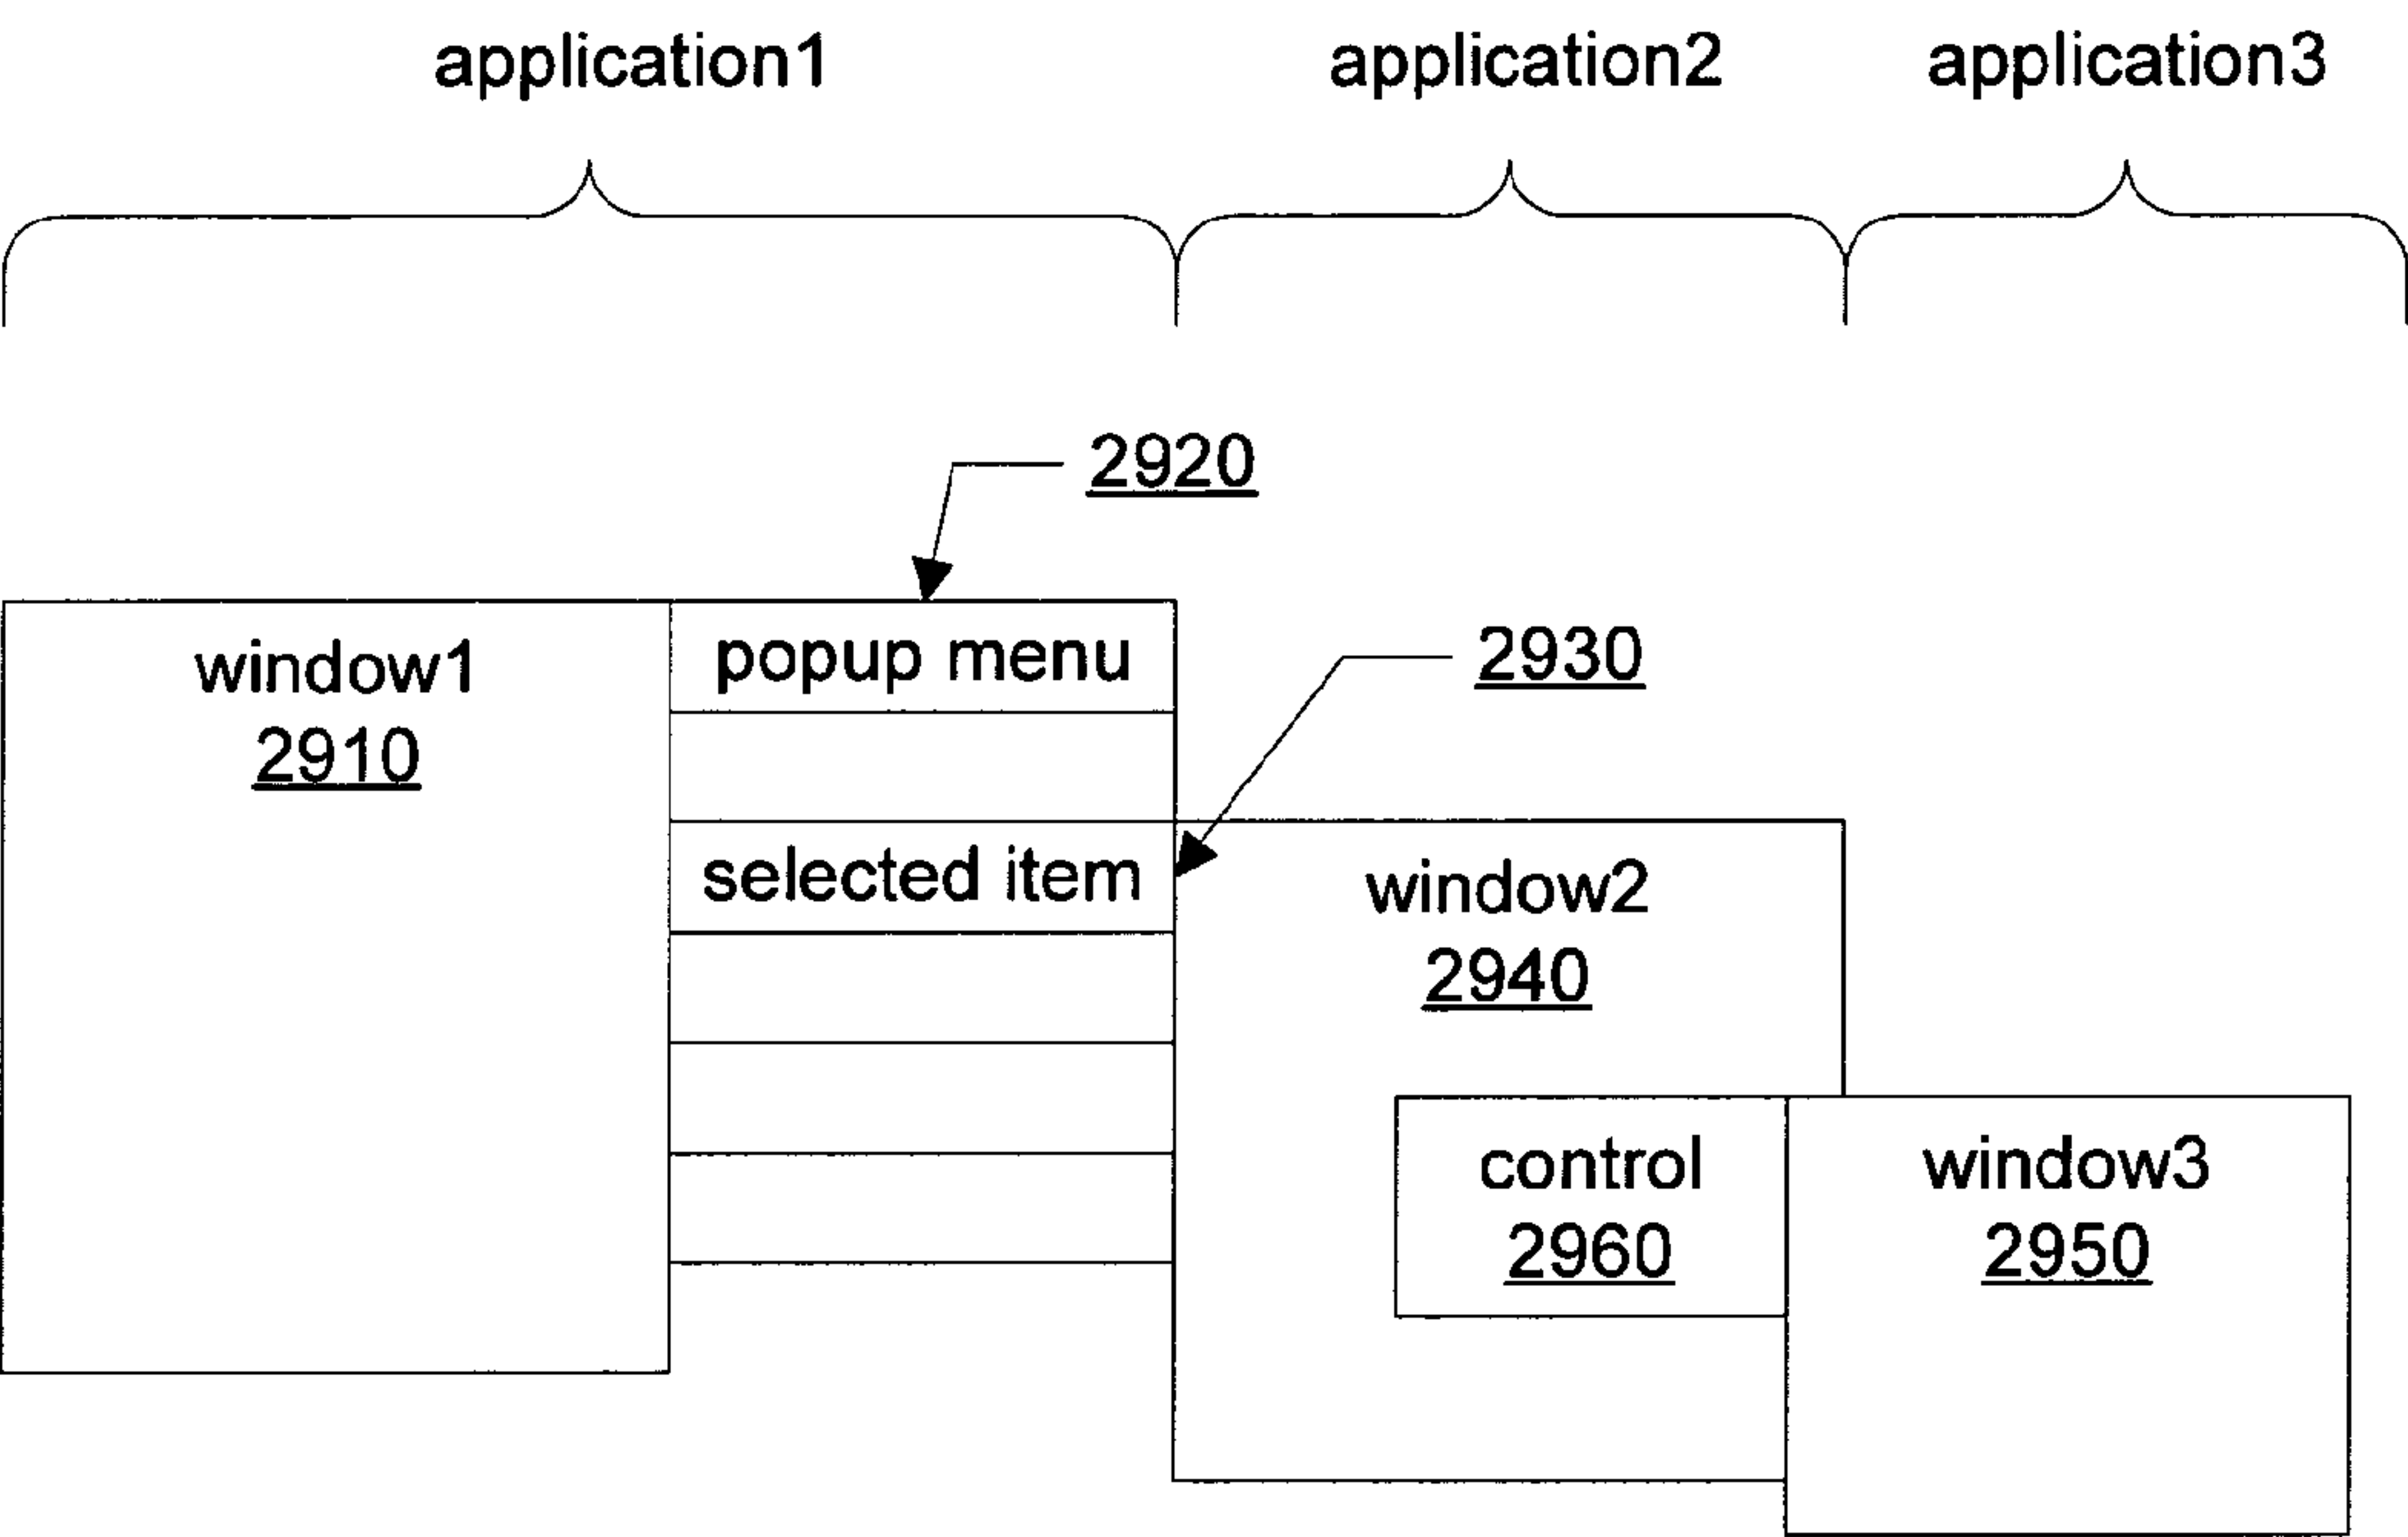 application1
application2
application3
2920
popup menu
2930
window1
2910
selected item
window2
2940
control
2960
window3
2950